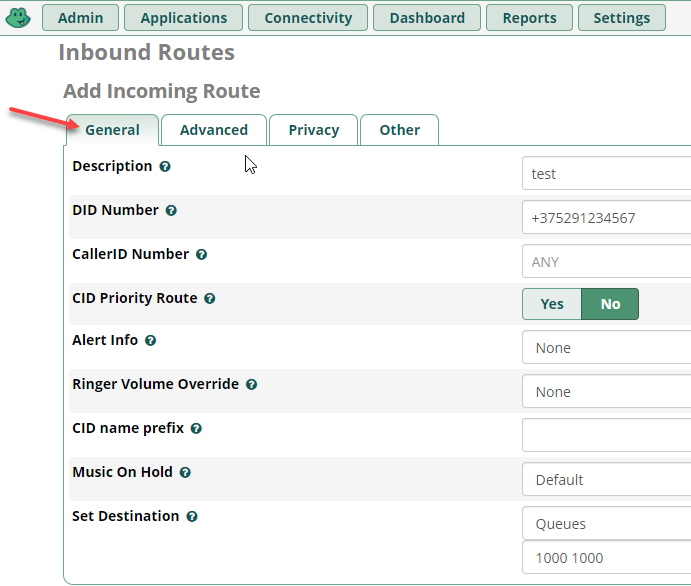 Admin Applications Connectivity Dashboard Reports Settings
Inbound Routes
Add Incoming Route
General Advanced Privacy Other
Description test
DID Number +375291234567
CallerID Number ANY
CID Priority Route Yes No
Alert Info None
Ringer Volume Override None
CID name prefix
Music On Hold Default
Set Destination Queues
1000 1000